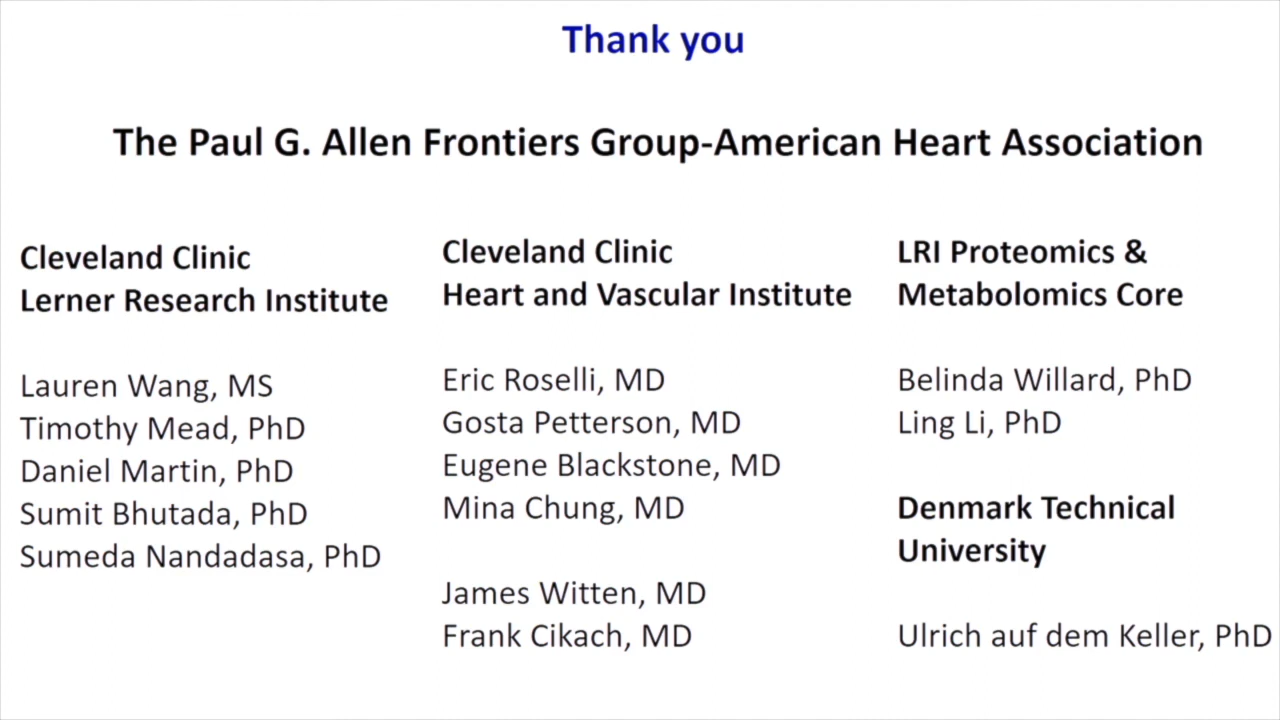 Thank you
The Paul G. Allen Frontiers Group-American Heart Association
Cleveland Clinic
Lerner Research Institute
Lauren Wang, MS
Timothy Mead, PhD
Daniel Martin, PhD
Sumit Bhutada, PhD
Sumeda Nandadasa, PhD
Cleveland Clinic
Heart and Vascular Institute
Eric Roselli, MD
Gosta Petterson, MD
Eugene Blackstone, MD
Mina Chung, MD
James Witten, MD
Frank Cikach, MD
LRI Proteomics &
Metabolomics Core
Belinda Willard, PhD
Ling Li, PhD
Denmark Technical
University
Ulrich auf dem Keller, PhD